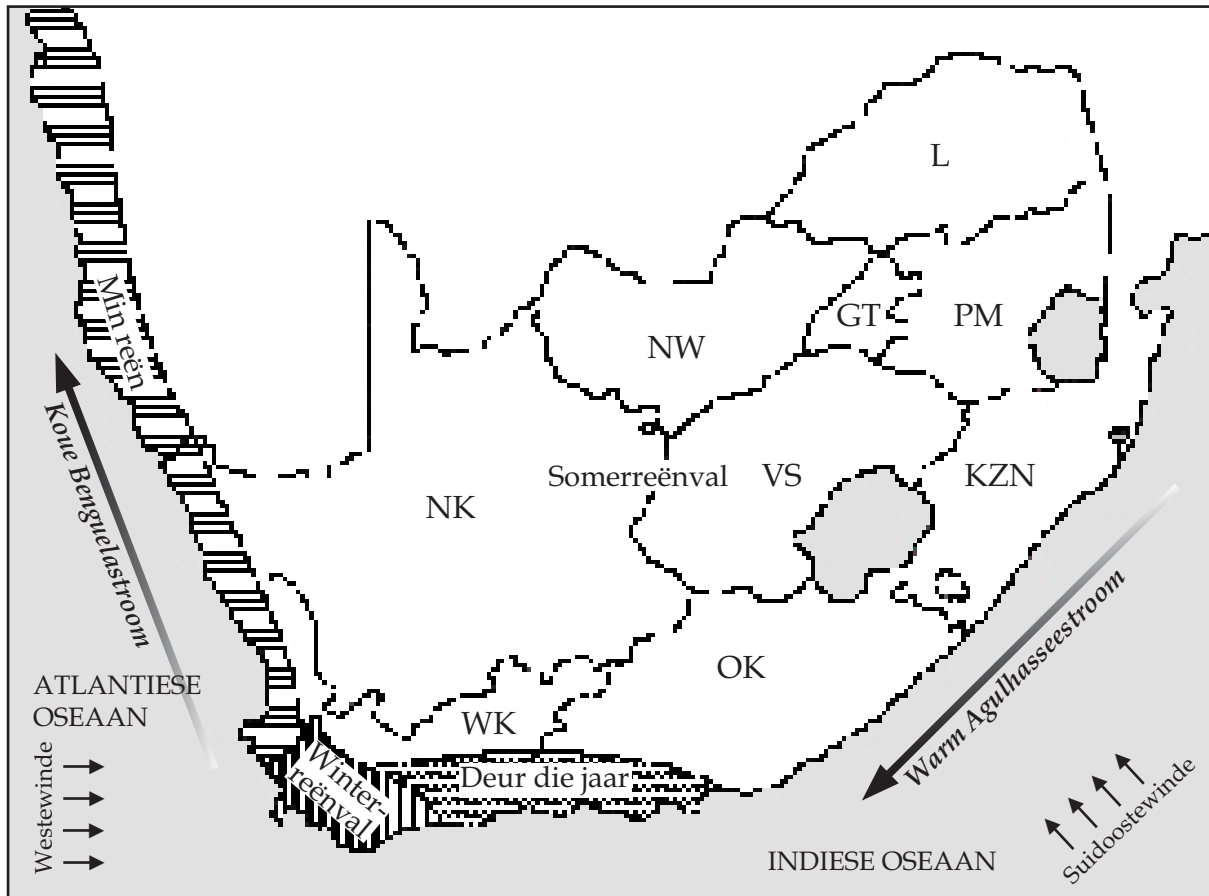 L
GT
PM
NW
Min reën
Koue Benguelastroom
Somerreënval
VS
KZN
NK
Warm Agulhasseestroom
OK
ATLANTIESE
OSEAAN
WK
Winter-
reënval
Deur die jaar
Westewinde
Suidoostewinde
INDIESE OSEAAN